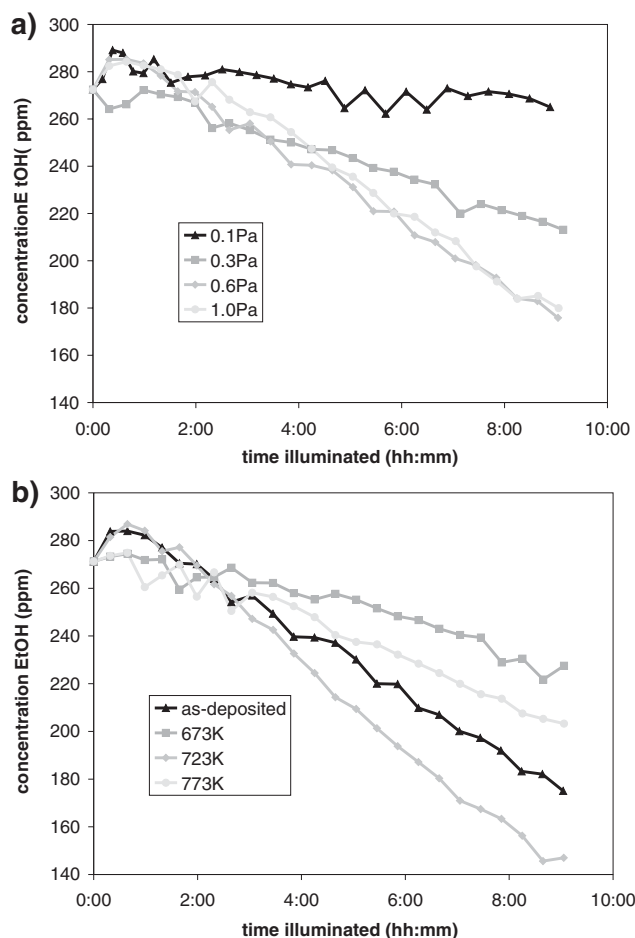 a)
300
280
260
240
220
200
180
160
140
concentrationE tOH( ppm)
0.1Pa
0.3Pa
0.6Pa
1.0Pa
0:00 2:00 4:00 6:00 8:00 10:00
time illuminated (hh:mm)
b)
300
280
260
240
220
200
180
160
140
concentration EtOH (ppm)
as-deposited
673K
723K
773K
0:00 2:00 4:00 6:00 8:00 10:00
time illuminated (hh:mm)